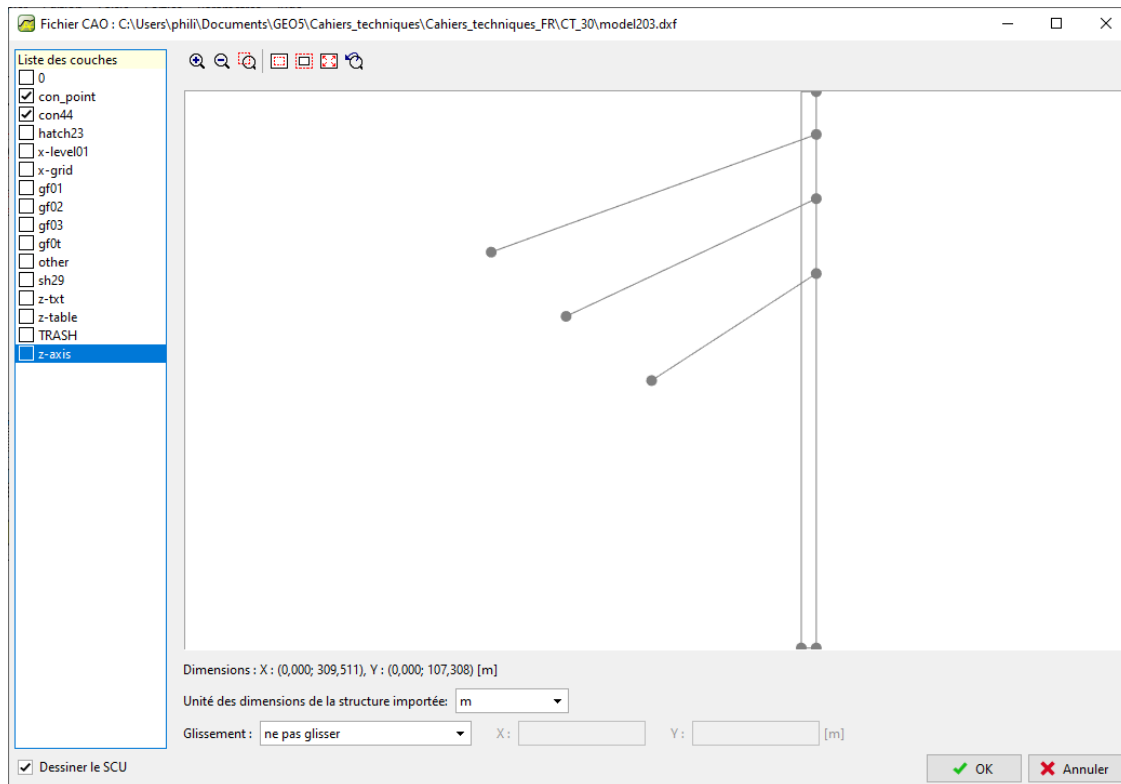 Fichier CAO : C:\Users\phili\Documents\GEO5\Cahiers_techniques\Cahiers_techniques_FR\CT_30\model203.dxf
Liste des couches
0
con_point
con44
hatch23
x-level01
x-grid
gf01
gf02
gf03
gf0t
other
sh29
z-txt
z-table
TRASH
z-axis
Dimensions : X : (0,000; 309,511), Y : (0,000; 107,308) [m]
Unité des dimensions de la structure importée: m
Glissement : ne pas glisser X : Y : [m]
Dessiner le SCU OK Annuler